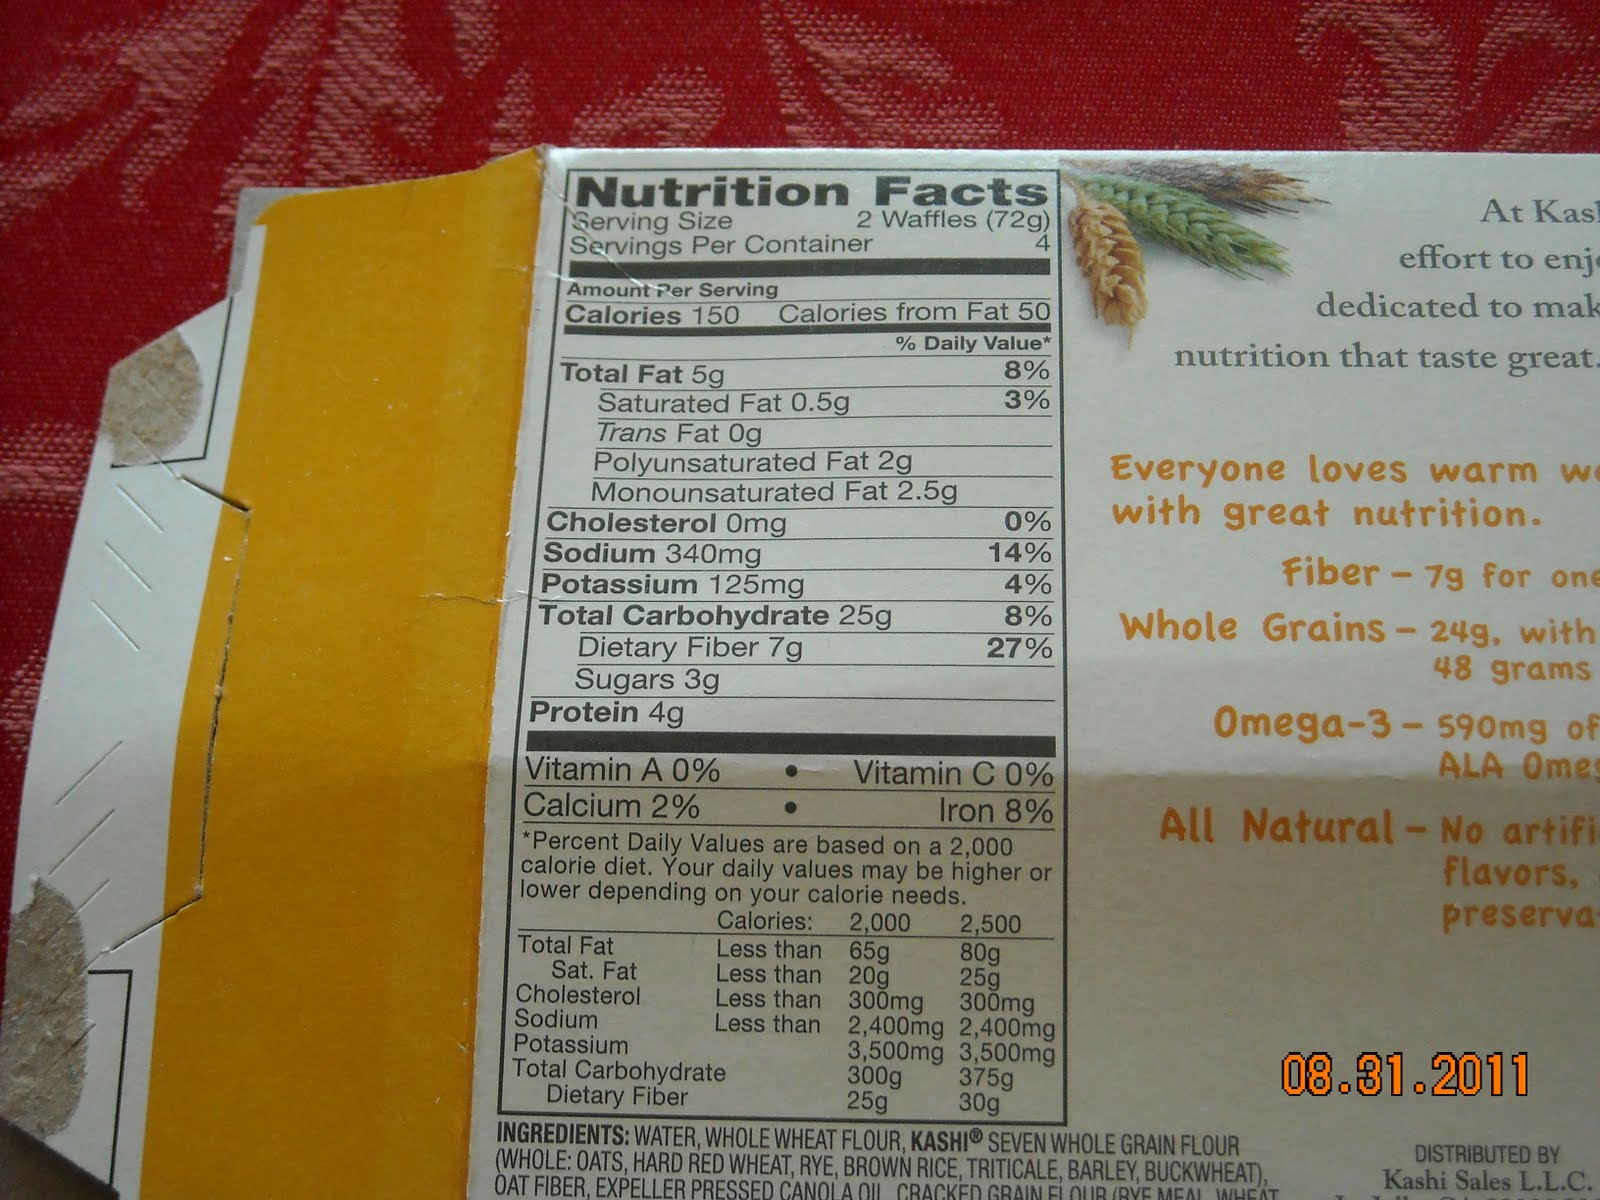 Nutrition Facts
Serving Size 2 Waffles (72g)
Servings Per Container 4
Amount Per Serving
Calories 150 Calories from Fat 50
% Daily Value*
Total Fat 5g 8%
Saturated Fat 0.5g 3%
Trans Fat 0g
Polyunsaturated Fat 2g
Monounsaturated Fat 2.5g
Cholesterol 0mg 0%
Sodium 340mg 14%
Potassium 125mg 4%
Total Carbohydrate 25g 8%
Dietary Fiber 7g 27%
Sugars 3g
Protein 4g
Vitamin A 0% • Vitamin C 0%
Calcium 2% • Iron 8%
*Percent Daily Values are based on a 2,000
calorie diet. Your daily values may be higher or
lower depending on your calorie needs.
Calories: 2,000 2,500
Total Fat Less than 65g 80g
Sat. Fat Less than 20g 25g
Cholesterol Less than 300mg 300mg
Sodium Less than 2,400mg 2,400mg
Potassium 3,500mg 3,500mg
Total Carbohydrate 300g 375g
Dietary Fiber 25g 30g
INGREDIENTS: WATER, WHOLE WHEAT FLOUR, KASHI® SEVEN WHOLE GRAIN FLOUR
(WHOLE: OATS, HARD RED WHEAT, RYE, BROWN RICE, TRITICALE, BARLEY, BUCKWHEAT),
OAT FIBER, EXPELLER PRESSED CANOLA OIL, CRACKED GRAIN FLOUR (RYE MEAL, WHEAT
At Kash
effort to enj
dedicated to mak
nutrition that taste great.
Everyone loves warm
with great nutrition.
Fiber – 7g for one
Whole Grains – 24g, with
48 grams
Omega-3 – 590mg of
ALA Ome
All Natural – No artifi
flavors,
preserva
08.31.2011
DISTRIBUTED BY
Kashi Sales L.L.C.